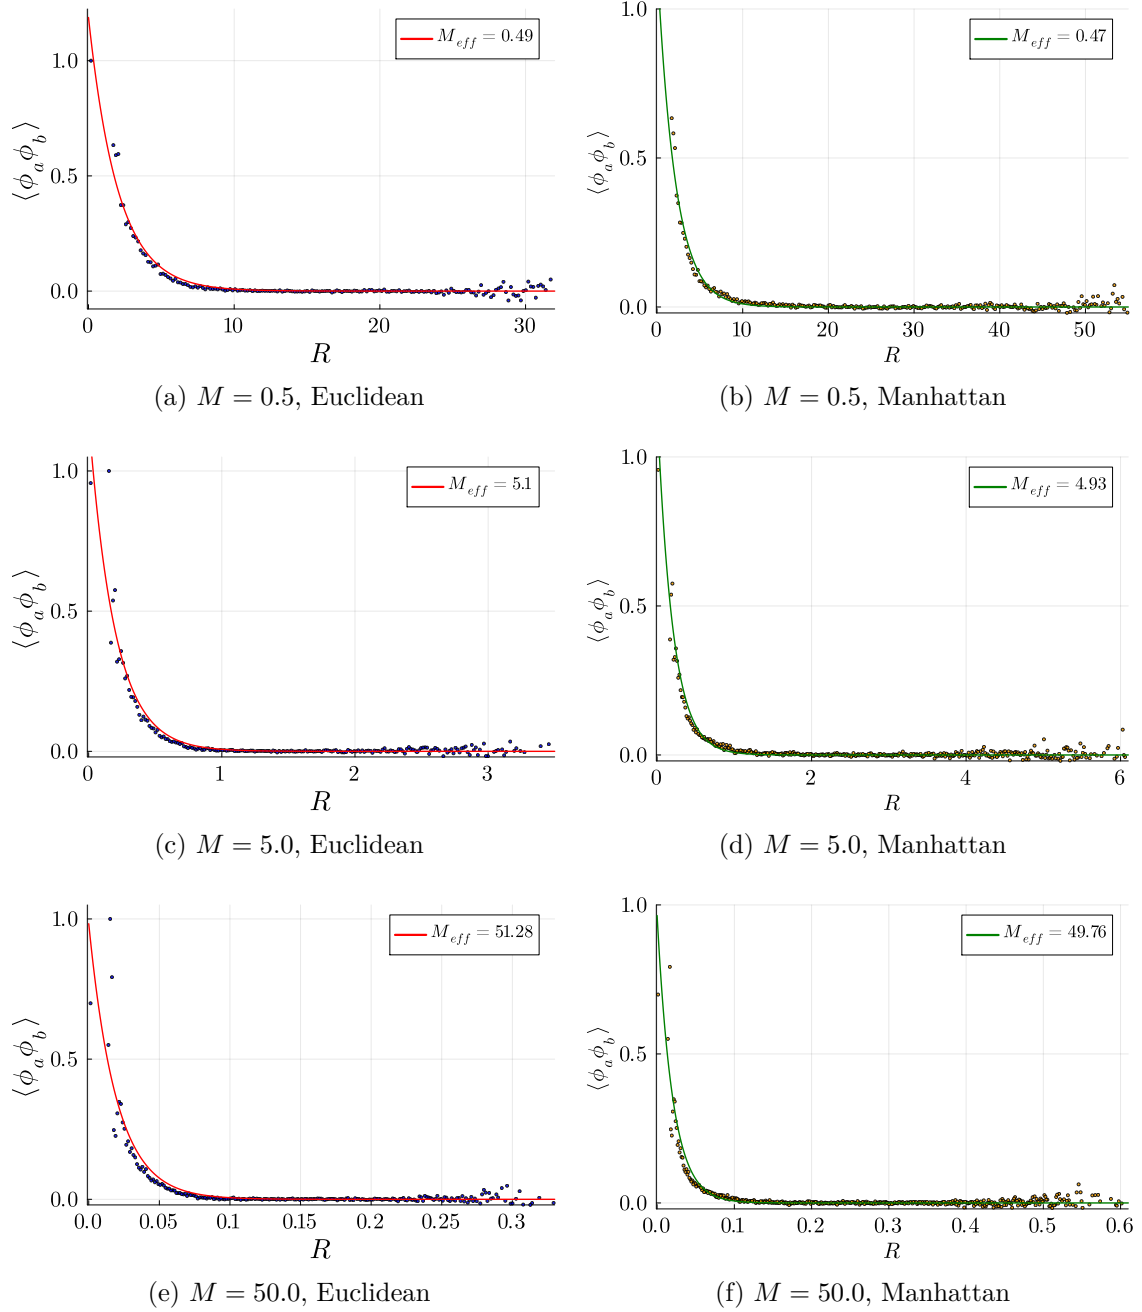 M_eff = 0.49
1.0
0.5
0.0
⟨ϕ_a ϕ_b⟩
0 10 20 30
R
(a) M = 0.5, Euclidean
M_eff = 0.47
1.0
0.5
0.0
⟨ϕ_a ϕ_b⟩
0 10 20 30 40 50
R
(b) M = 0.5, Manhattan
M_eff = 5.1
1.0
0.5
0.0
⟨ϕ_a ϕ_b⟩
0 1 2 3
R
(c) M = 5.0, Euclidean
M_eff = 4.93
1.0
0.5
0.0
⟨ϕ_a ϕ_b⟩
0 2 4 6
R
(d) M = 5.0, Manhattan
M_eff = 51.28
1.0
0.5
0.0
⟨ϕ_a ϕ_b⟩
0.0 0.05 0.1 0.15 0.2 0.25 0.3
R
(e) M = 50.0, Euclidean
M_eff = 49.76
1.0
0.5
0.0
⟨ϕ_a ϕ_b⟩
0.0 0.1 0.2 0.3 0.4 0.5 0.6
R
(f) M = 50.0, Manhattan